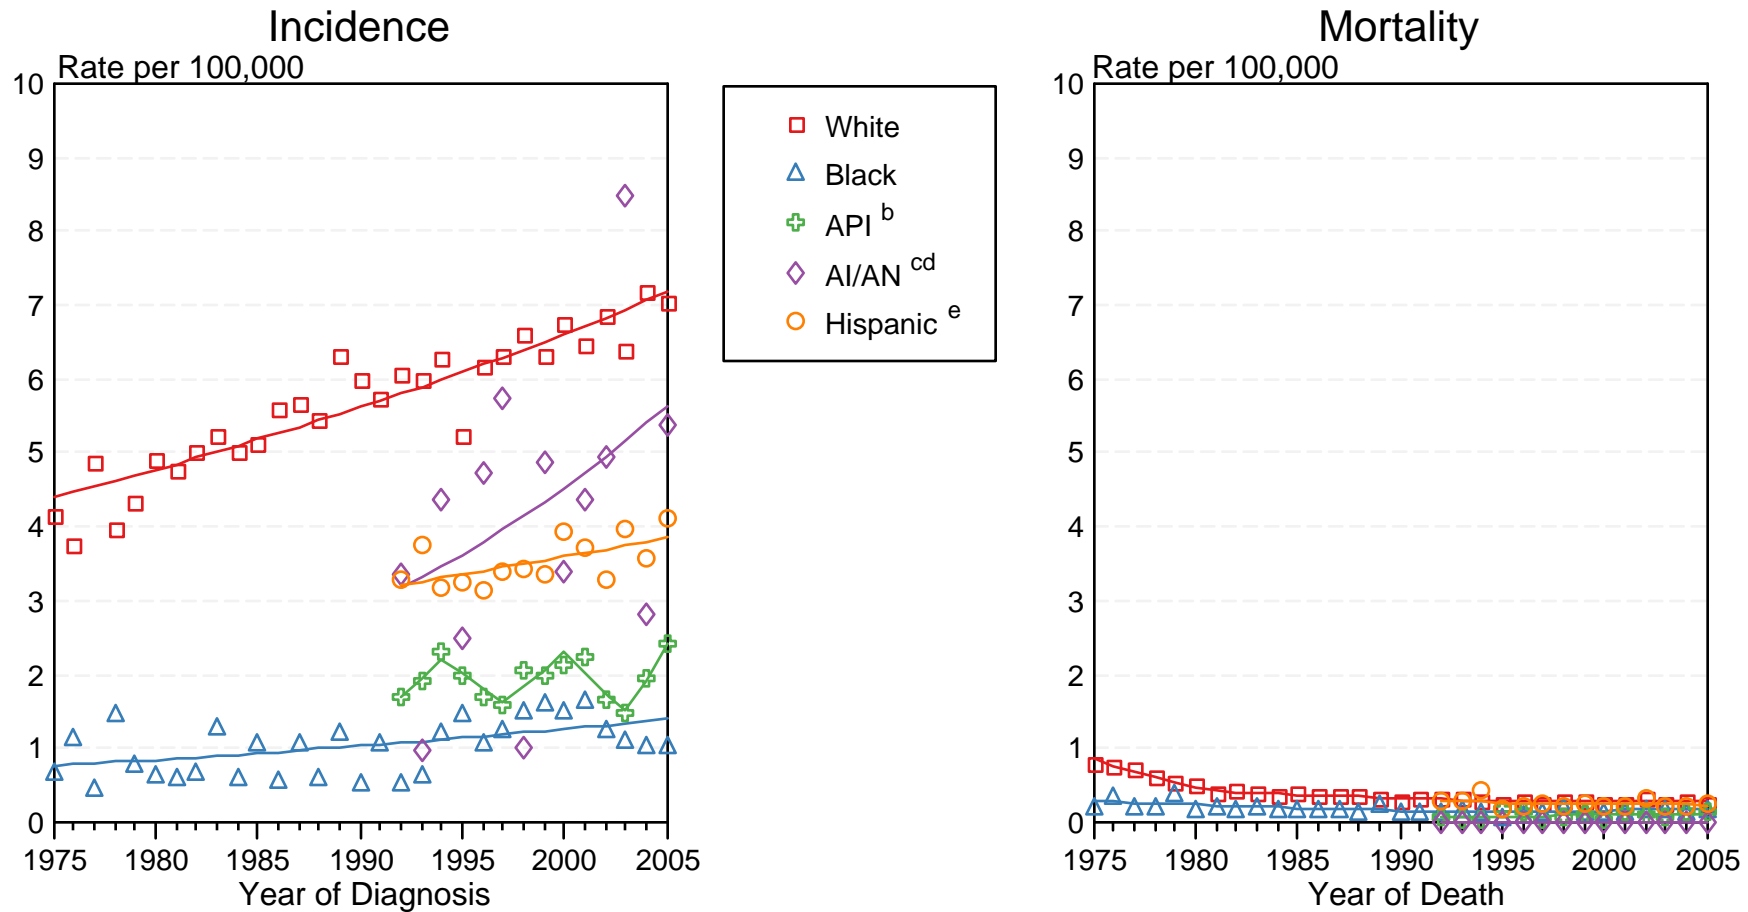 Incidence
Mortality
Rate per 100,000
Rate per 100,000
10
9
8
7
6
5
4
3
2
1
0
1975 1980 1985 1990 1995 2000 2005
Year of Diagnosis
White
Black
API b
AI/AN cd
Hispanic e
10
9
8
7
6
5
4
3
2
1
0
1975 1980 1985 1990 1995 2000 2005
Year of Death